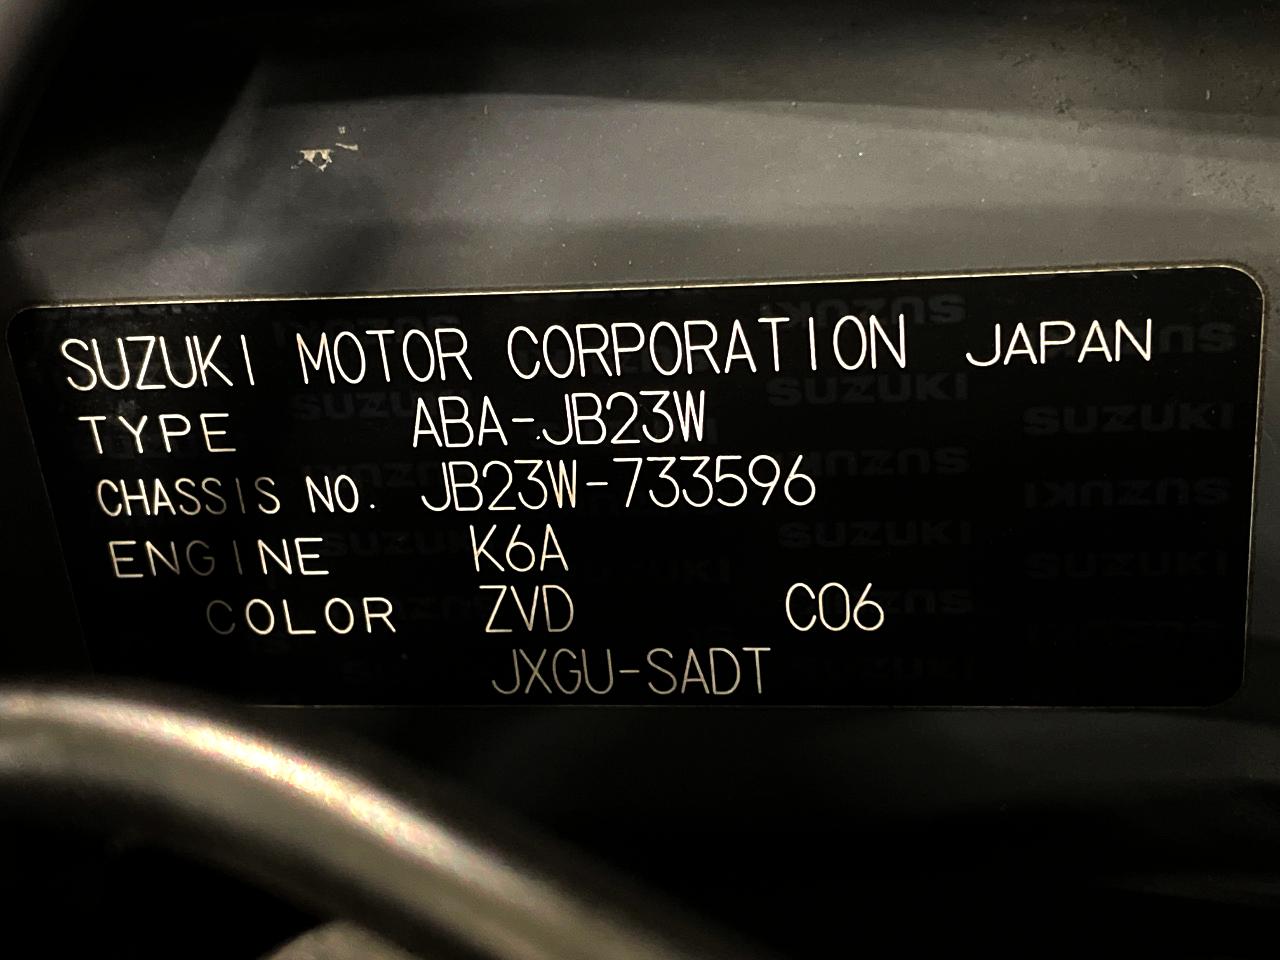 SUZUKI MOTOR CORPORATION JAPAN
TYPE ABA-JB23W
CHASSIS NO. JB23W-733596
ENGINE K6A
COLOR ZVD C06
JXGU-SADT